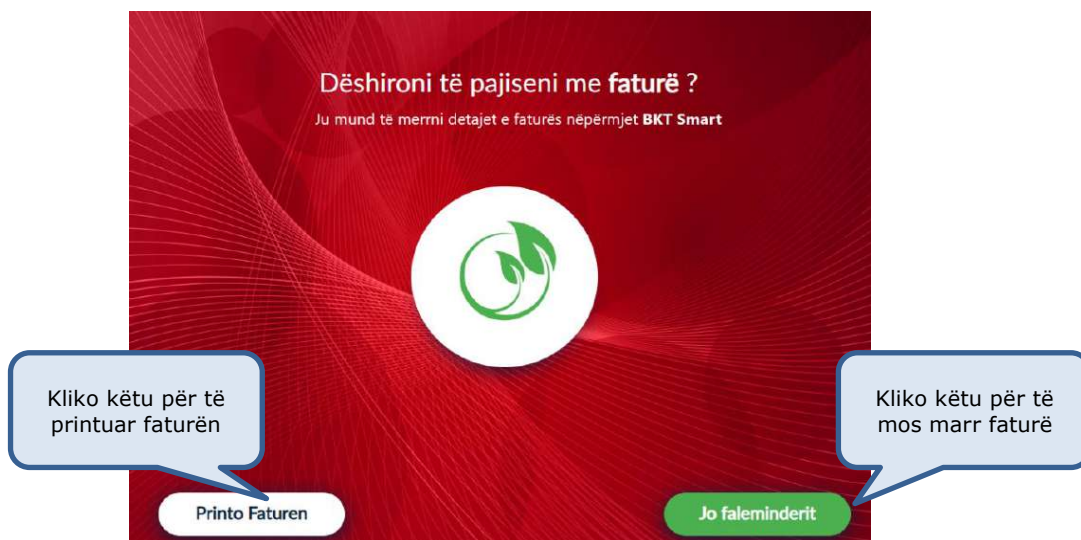 Dëshironi të pajiseni me faturë ?
Ju mund të merrni detajet e faturës nëpërmjet BKT Smart
Kliko këtu për të
printuar faturën
Kliko këtu për të
mos marr faturë
Printo Faturen
Jo faleminderit